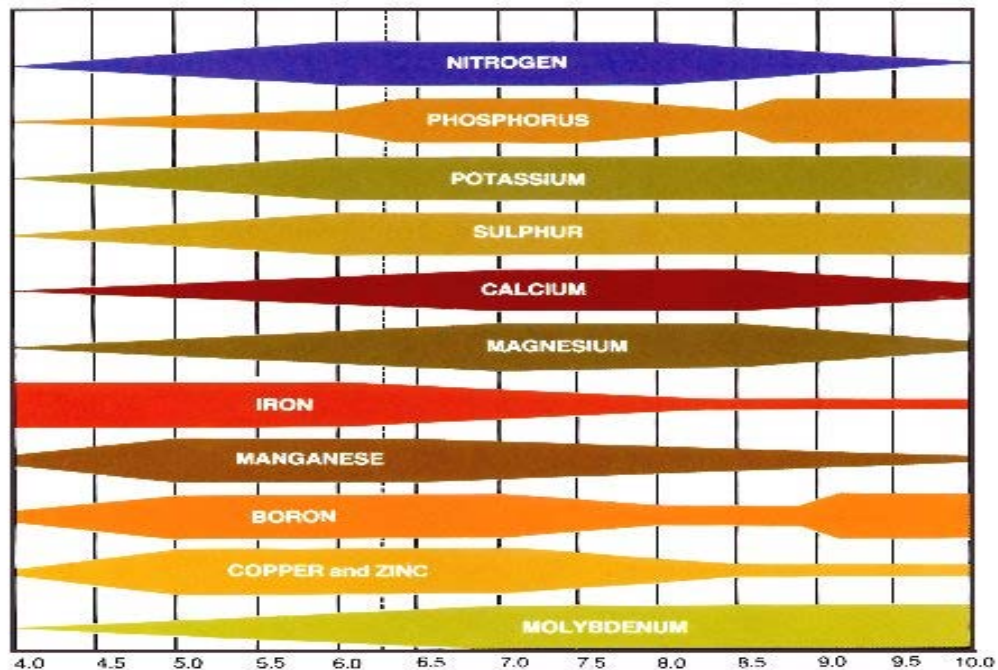 NITROGEN
PHOSPHORUS
POTASSIUM
SULPHUR
CALCIUM
MAGNESIUM
IRON
MANGANESE
BORON
COPPER and ZINC
MOLYBDENUM
4.0 4.5 5.0 5.5 6.0 6.5 7.0 7.5 8.0 8.5 9.0 9.5 10.0